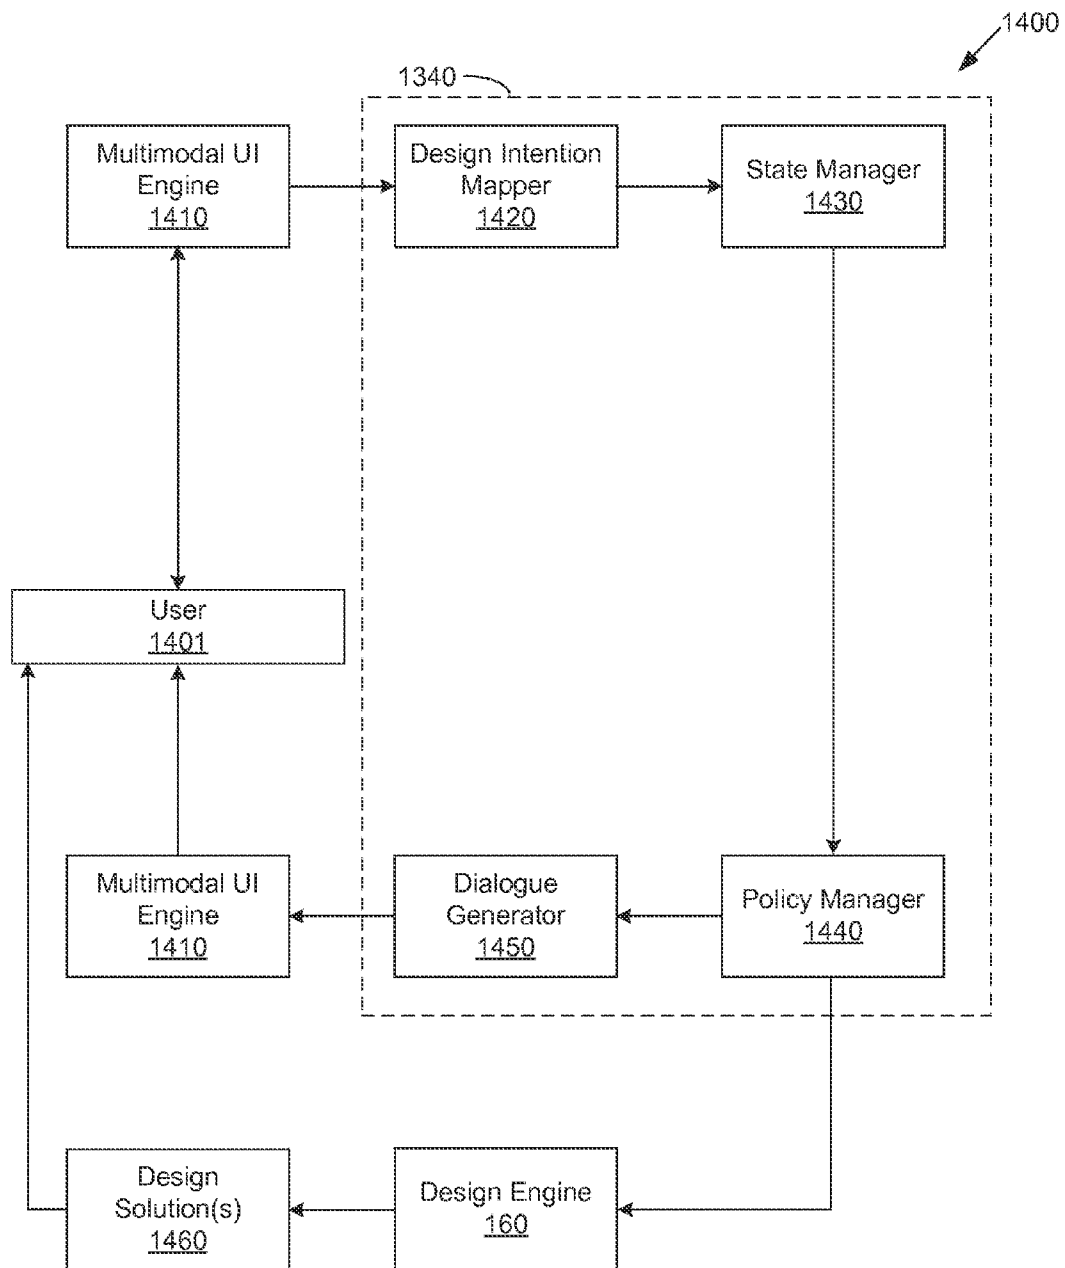 1400
1340
Multimodal UI
Engine
1410
Design Intention
Mapper
1420
State Manager
1430
User
1401
Multimodal UI
Engine
1410
Dialogue
Generator
1450
Policy Manager
1440
Design
Solution(s)
1460
Design Engine
160